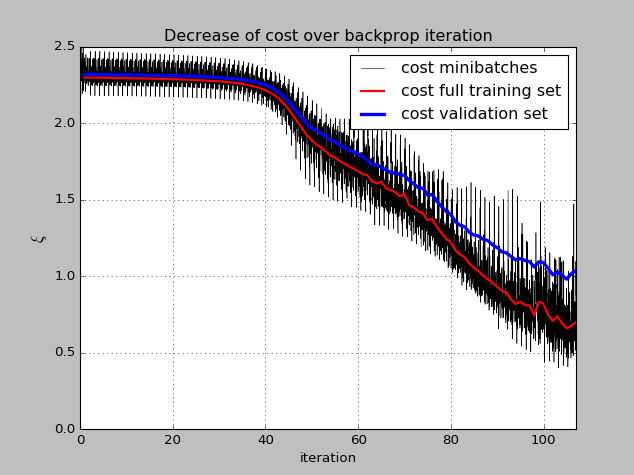 Decrease of cost over backprop iteration
2.5
2.0
1.5
1.0
0.5
0.0
ξ
cost minibatches
cost full training set
cost validation set
0 20 40 60 80 100
iteration